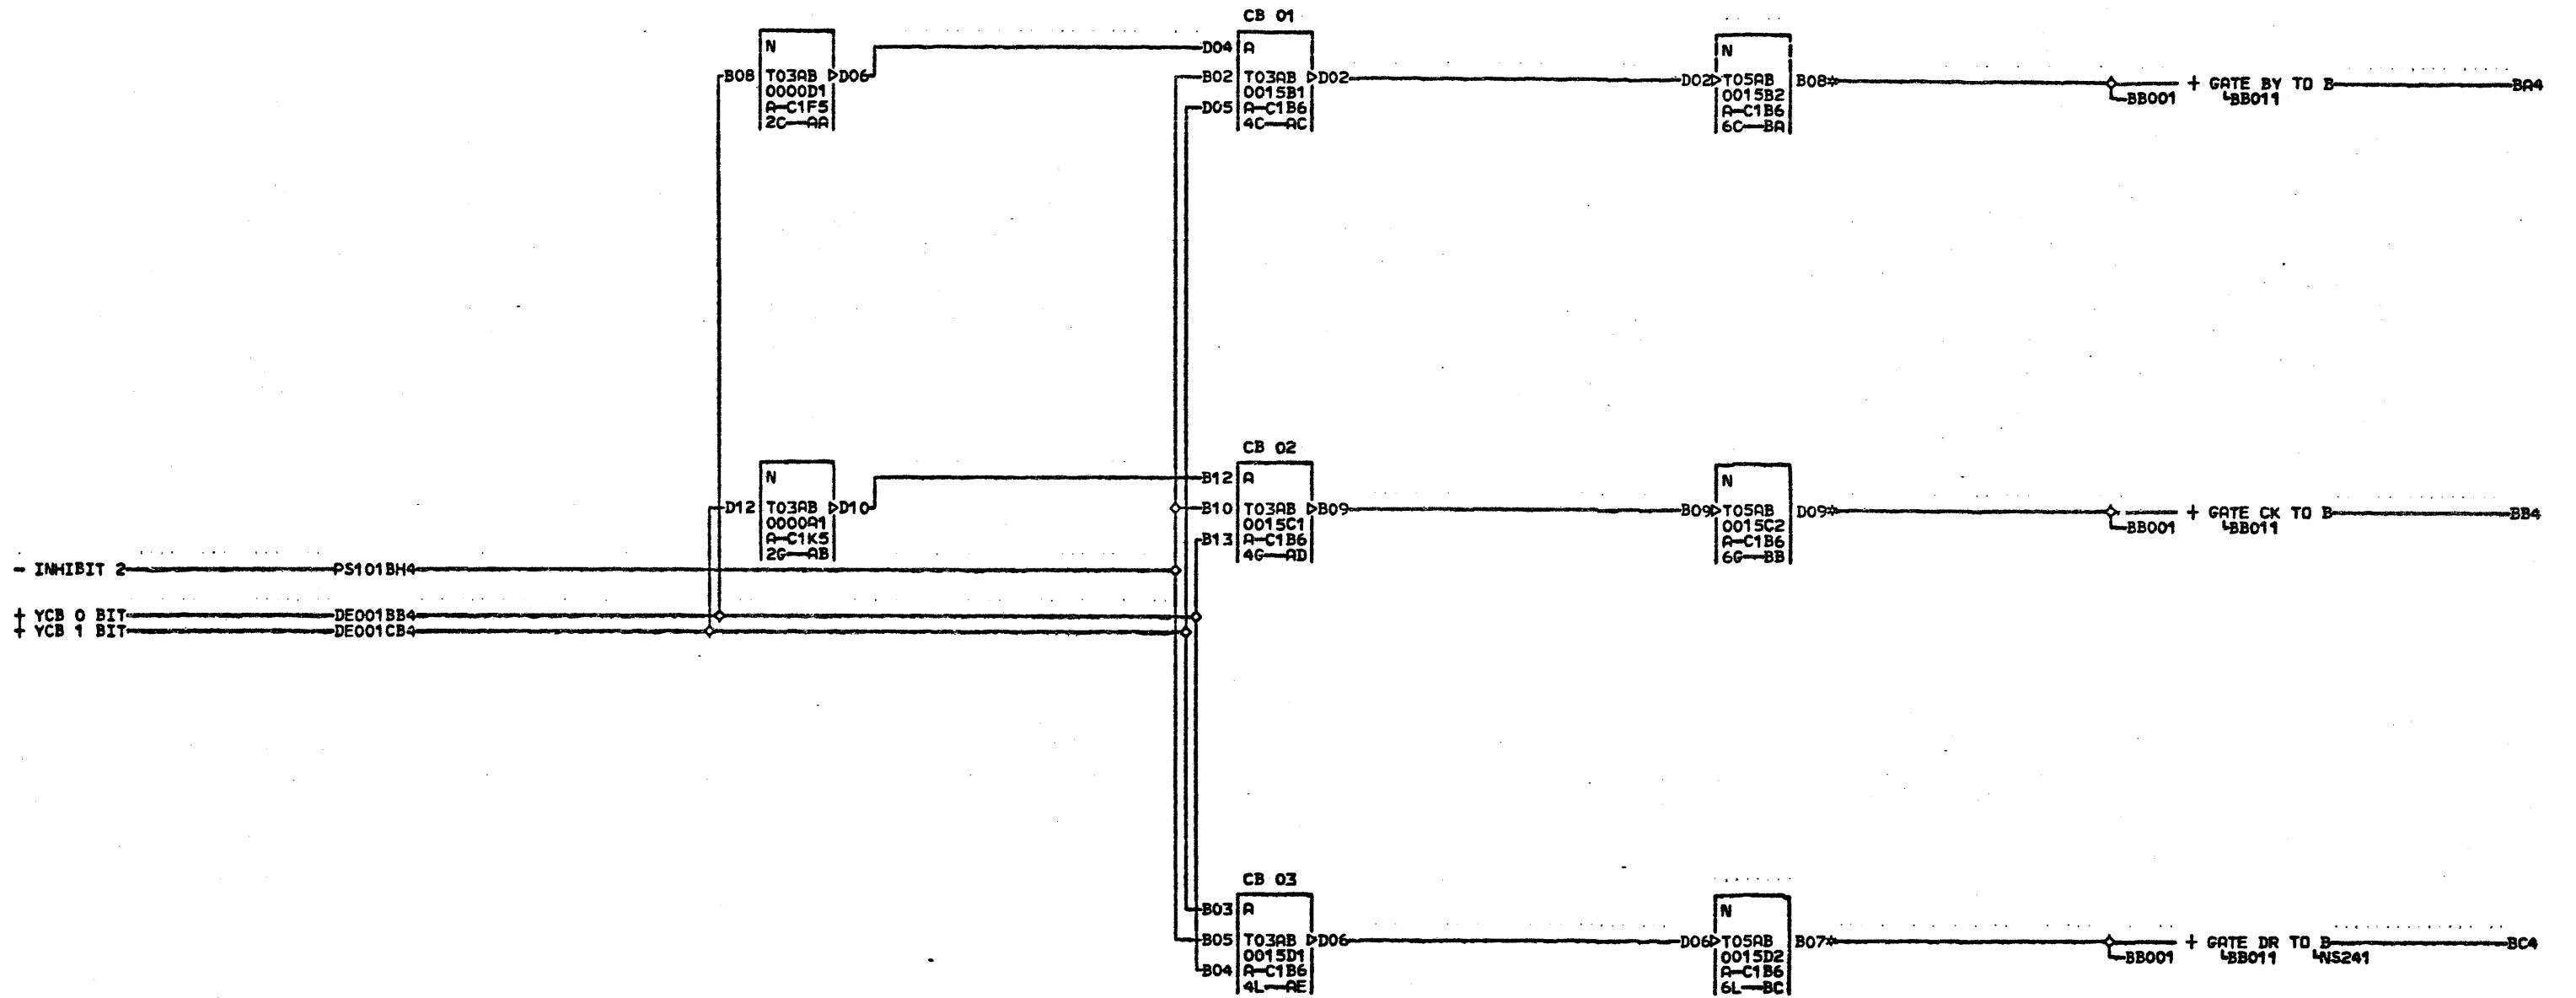 CB 01
N
B08 T03AB D06
0000D1
A-C1F5
2C-AA
D04 A
B02 T03AB D02
D05 0015B1
A-C1B6
4C-AC
N
D02 T05AB B08*
0015B2
A-C1B6
6C-BA
+ GATE BY TO B BA4
BB001 BB011
CB 02
N
D12 T03AB D10
0000A1
A-C1K5
2G-AB
B12 A
B10 T03AB B09
0015C1
B13 A-C1B6
4G-AD
N
B09 T05AB D09*
0015C2
A-C1B6
6G-BB
+ GATE CK TO B BB4
BB001 BB011
- INHIBIT 2 PS101BH4
+ YCB 0 BIT DE001BB4
+ YCB 1 BIT DE001CB4
CB 03
B03 A
B05 T03AB D06
0015D1
B04 A-C1B6
4L-AE
N
D06 T05AB B07*
0015D2
A-C1B6
6L-BC
+ GATE DR TO B BC4
BB001 BB011 NS241